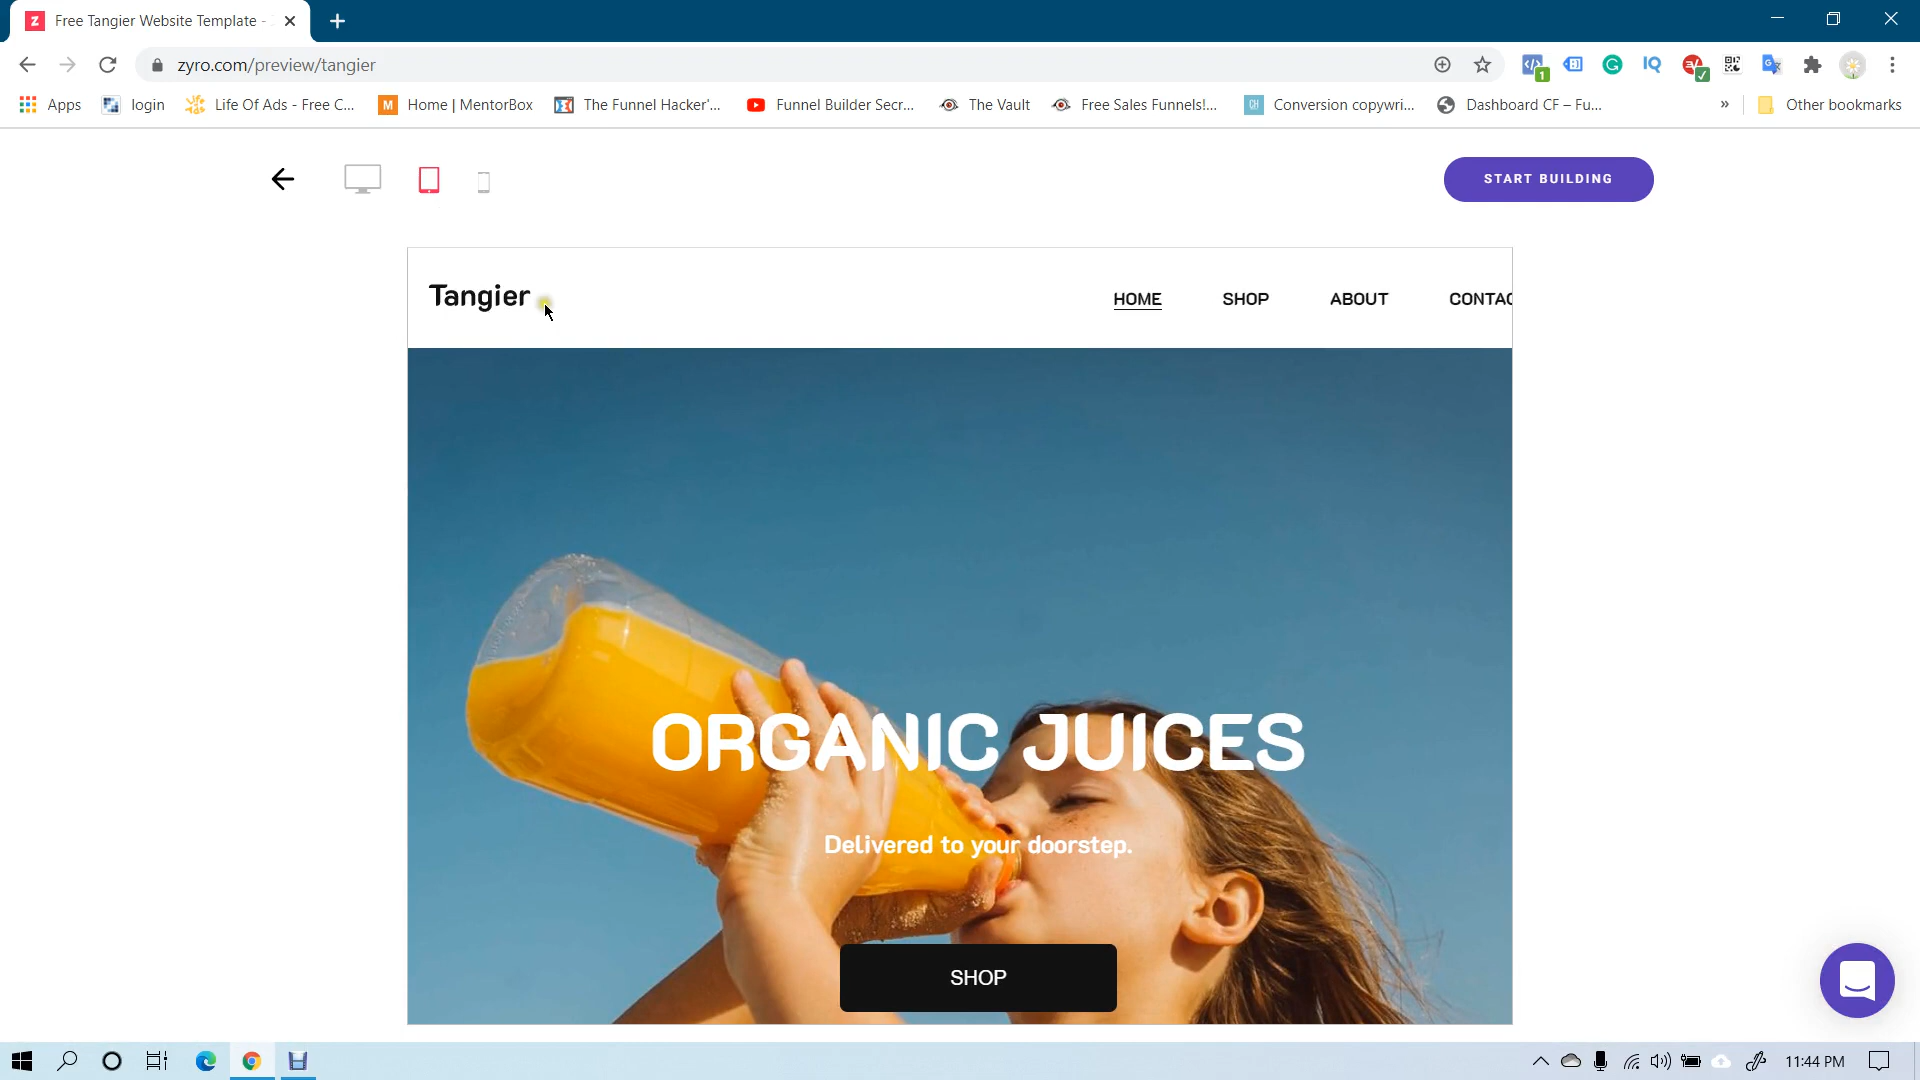 Free Tangier Website Template -
zyro.com/preview/tangier
1
Apps
login
Life Of Ads - Free C...
Home | MentorBox
The Funnel Hacker'...
Funnel Builder Secr...
The Vault
Free Sales Funnels!...
Conversion copywri...
Dashboard CF – Fu...
»
Other bookmarks
START BUILDING
Tangier
HOME
SHOP
ABOUT
CONTAC
ORGANIC JUICES
Delivered to your doorstep.
SHOP
11:44 PM